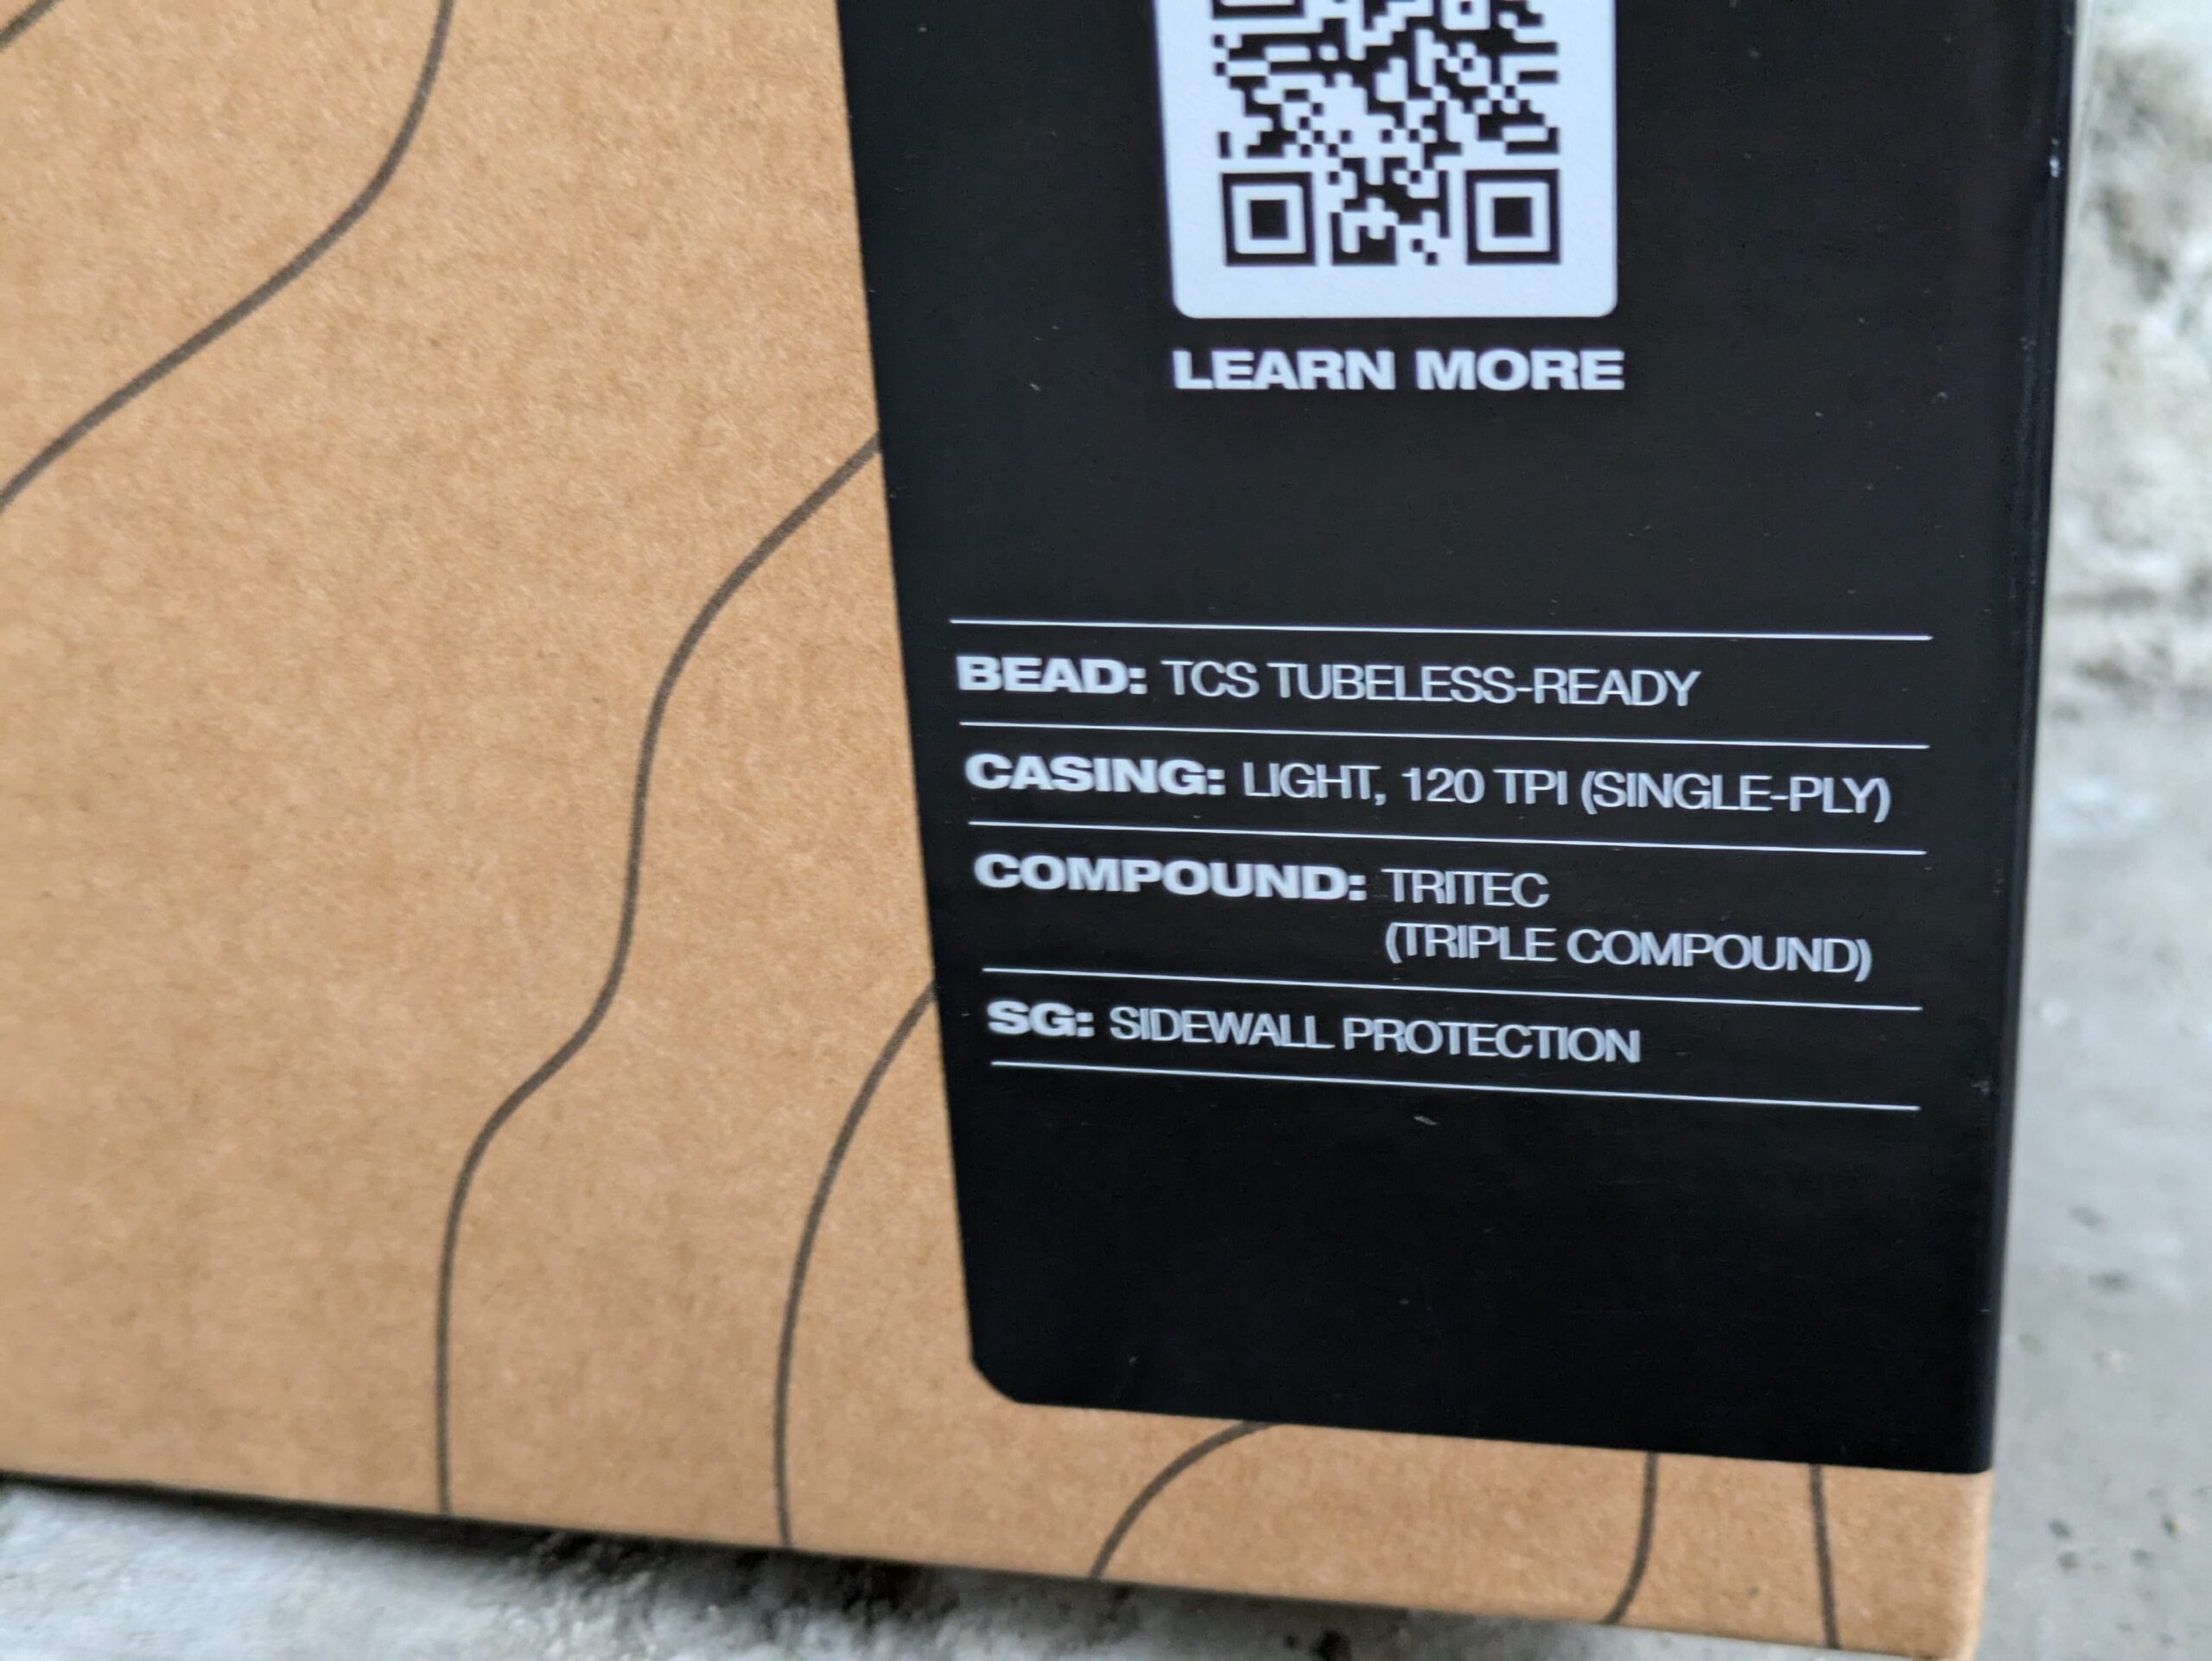 LEARN MORE
BEAD: TCS TUBELESS-READY
CASING: LIGHT, 120 TPI (SINGLE-PLY)
COMPOUND: TRITEC
(TRIPLE COMPOUND)
SG: SIDEWALL PROTECTION